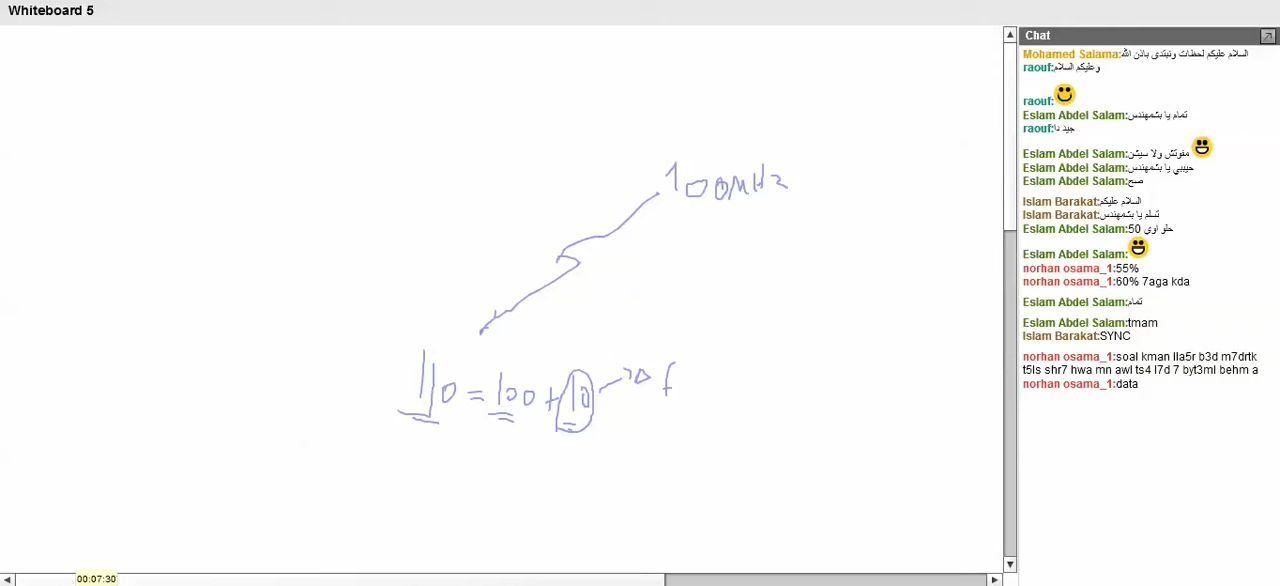 Whiteboard 5
Chat
Mohamed Salama:السلام عليكم لحظات ونبتدى باذن الله
raouf:وعليكم السلام
raouf:
Eslam Abdel Salam:تمام يا بشمهندس
raouf:جيد دا
Eslam Abdel Salam:مفوتش ولا سيشن
Eslam Abdel Salam:حبيبي يا بشمهندس
Eslam Abdel Salam:صح
Islam Barakat:السلام عليكم
Islam Barakat:تسلم يا بشمهندس
Eslam Abdel Salam:حلو اوي 50
Eslam Abdel Salam:
norhan osama_1:55%
norhan osama_1:60% 7aga kda
Eslam Abdel Salam:تمام
Eslam Abdel Salam:tmam
Islam Barakat:SYNC
norhan osama_1:soal kman lla5r b3d m7drtk
t5ls shr7 hwa mn awl ts4 l7d 7 byt3ml behm a
norhan osama_1:data
100MHz
110 = 100 + 10
f
00:07:30